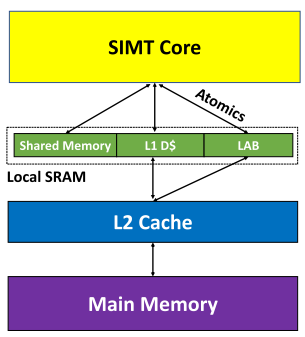 SIMT Core
Atomics
Shared Memory L1 D$ LAB
Local SRAM
L2 Cache
Main Memory